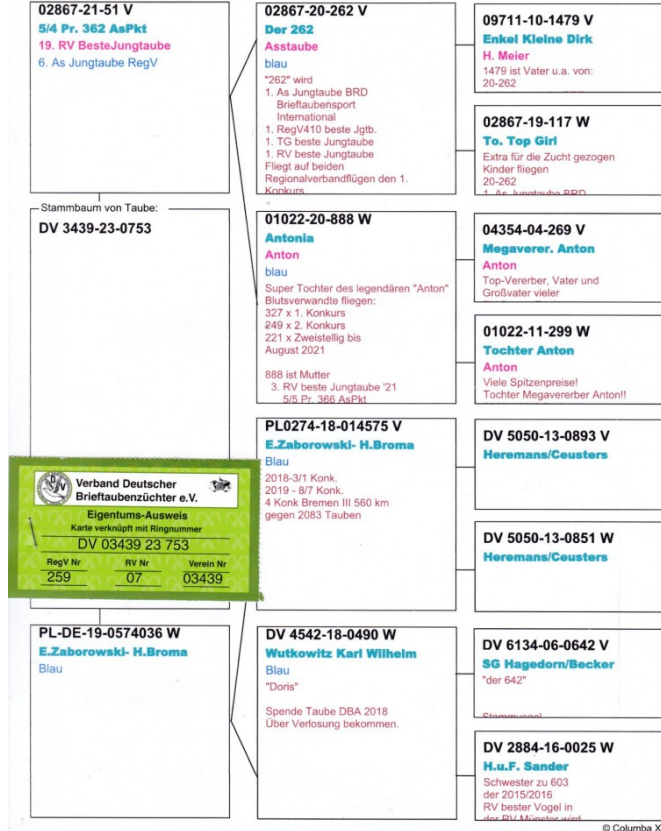 02867-21-51 V
5/4 Pr. 362 AsPkt
19. RV BesteJungtaube
6. As Jungtaube RegV
Stammbaum von Taube:
DV 3439-23-0753
Verband Deutscher
Brieftaubenzüchter e.V.
Eigentums-Ausweis
Karte verknüpft mit Ringnummer
DV 03439 23 753
RegV Nr RV Nr Verein Nr
259 07 03439
PL-DE-19-0574036 W
E.Zaborowski- H.Broma
Blau
02867-20-262 V
Der 262
Asstaube
blau
"262" wird
1. As Jungtaube BRD
Brieftaubensport
International
1. RegV410 beste Jgtb.
1. TG beste Jungtaube
1. RV beste Jungtaube
Fliegt auf beiden
Regionalverbandflügen den 1.
Konkurs
01022-20-888 W
Antonia
Anton
blau
Super Tochter des legendären "Anton"
Blutsverwandte fliegen:
327 x 1. Konkurs
249 x 2. Konkurs
221 x Zweistellig bis
August 2021
888 ist Mutter
3. RV beste Jungtaube '21
5/5 Pr. 366 AsPkt
PL0274-18-014575 V
E.Zaborowski- H.Broma
Blau
2018-3/1 Konk.
2019 - 8/7 Konk.
4 Konk Bremen III 560 km
gegen 2083 Tauben
DV 4542-18-0490 W
Wutkowitz Karl Wilhelm
Blau
"Doris"
Spende Taube DBA 2018
Über Verlosung bekommen.
09711-10-1479 V
Enkel Kleine Dirk
H. Meier
1479 ist Vater u.a. von:
20-262
02867-19-117 W
To. Top Girl
Extra für die Zucht gezogen
Kinder fliegen
20-262
1. As Jungtaube BRD
04354-04-269 V
Megaverer. Anton
Anton
Top-Vererber, Vater und
Großvater vieler
01022-11-299 W
Tochter Anton
Anton
Viele Spitzenpreise!
Tochter Megavererber Anton!!
DV 5050-13-0893 V
Heremans/Ceusters
DV 5050-13-0851 W
Heremans/Ceusters
DV 6134-06-0642 V
SG Hagedorn/Becker
"der 642"
Stammvogel
DV 2884-16-0025 W
H.u.F. Sander
Schwester zu 603
der 2015/2016
RV bester Vogel in
der RV Münster wird
© Columba X